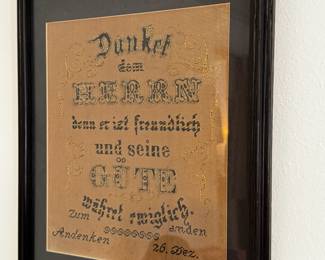 Danket
dem
HERRN
denn er ist freundlich
und seine
GÜTE
währet ewiglich.
Zum Andenken
an den
26. Dez.